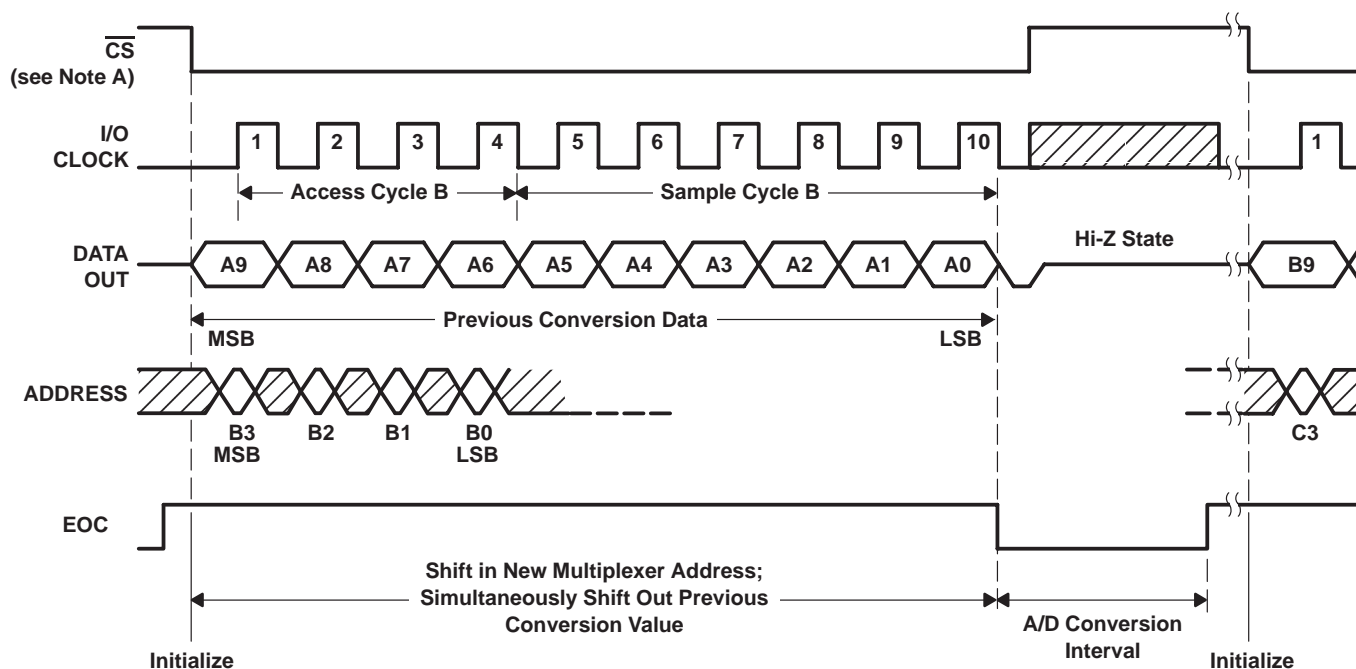 CS
(see Note A)
I/O
CLOCK
1 2 3 4 5 6 7 8 9 10 1
Access Cycle B
Sample Cycle B
DATA
OUT
A9 A8 A7 A6 A5 A4 A3 A2 A1 A0
Hi-Z State
B9
Previous Conversion Data
MSB
LSB
ADDRESS
B3 B2 B1 B0
MSB LSB
C3
EOC
Shift in New Multiplexer Address;
Simultaneously Shift Out Previous
Conversion Value
A/D Conversion
Interval
Initialize
Initialize